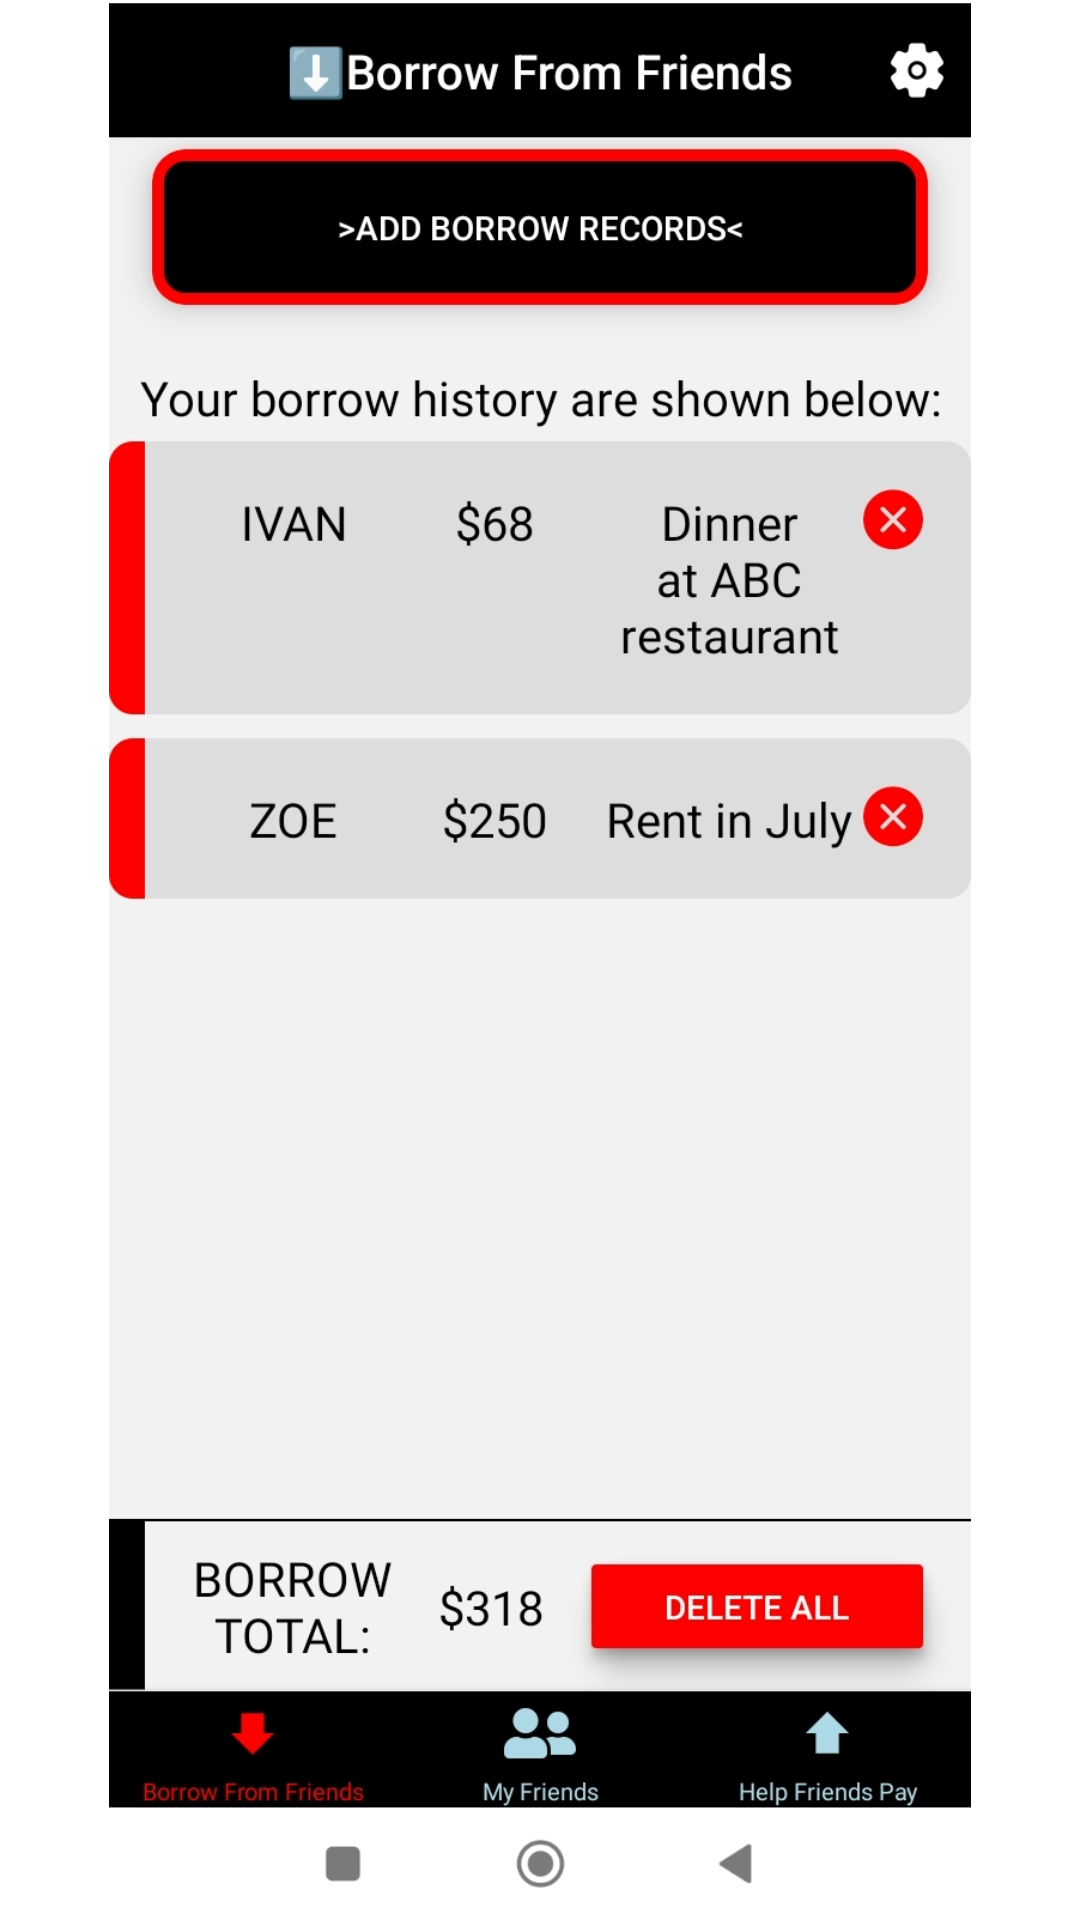 ⬇️Borrow From Friends
>ADD BORROW RECORDS<
Your borrow history are shown below:
IVAN $68 Dinner
at ABC
restaurant
ZOE $250 Rent in July
BORROW
TOTAL:
$318
DELETE ALL
Borrow From Friends
My Friends
Help Friends Pay